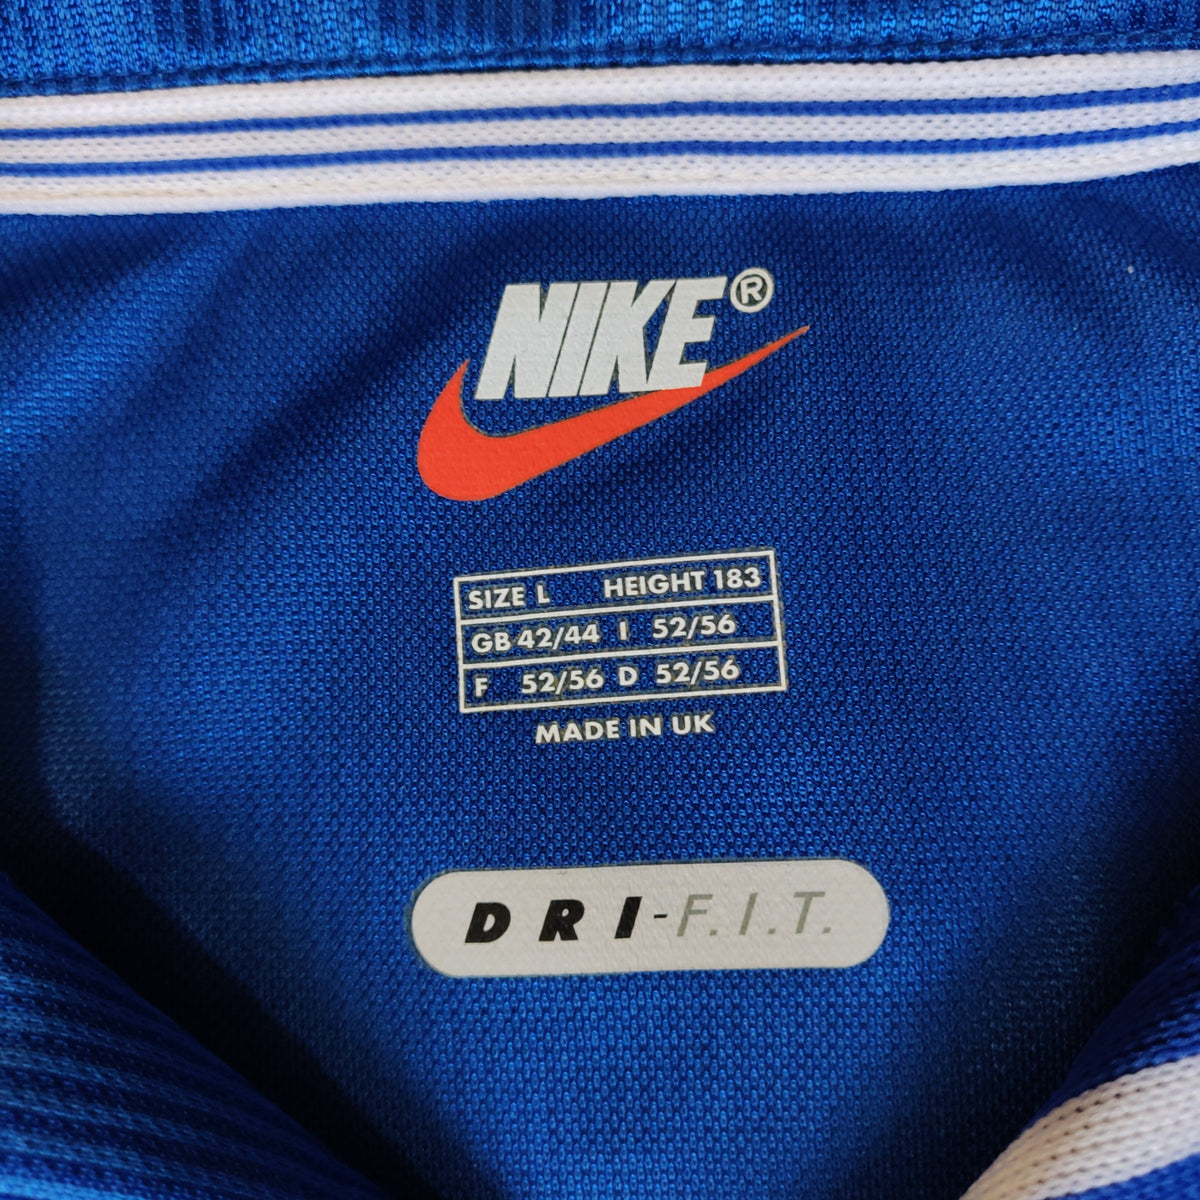 NIKE®
SIZE L HEIGHT 183
GB 42/44 I 52/56
F 52/56 D 52/56
MADE IN UK
DRI-F.I.T.